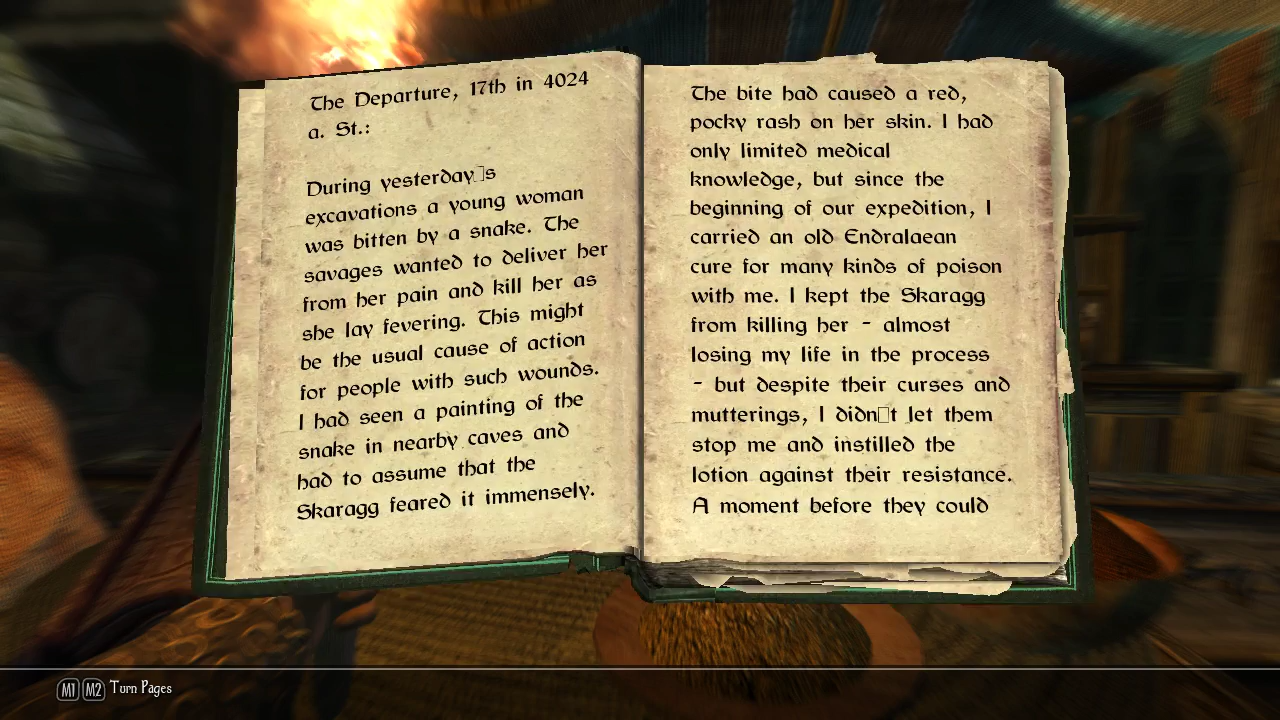 The Departure, 17th in 4024
a. St.:
During yesterday□s
excavations a young woman
was bitten by a snake. The
savages wanted to deliver her
from her pain and kill her as
she lay fevering. This might
be the usual cause of action
for people with such wounds.
I had seen a painting of the
snake in nearby caves and
had to assume that the
Skaragg feared it immensely.
The bite had caused a red,
pocky rash on her skin. I had
only limited medical
knowledge, but since the
beginning of our expedition, I
carried an old Endralaean
cure for many kinds of poison
with me. I kept the Skaragg
from killing her - almost
losing my life in the process
- but despite their curses and
mutterings, I didn□t let them
stop me and instilled the
lotion against their resistance.
A moment before they could
M1 M2 Turn Pages